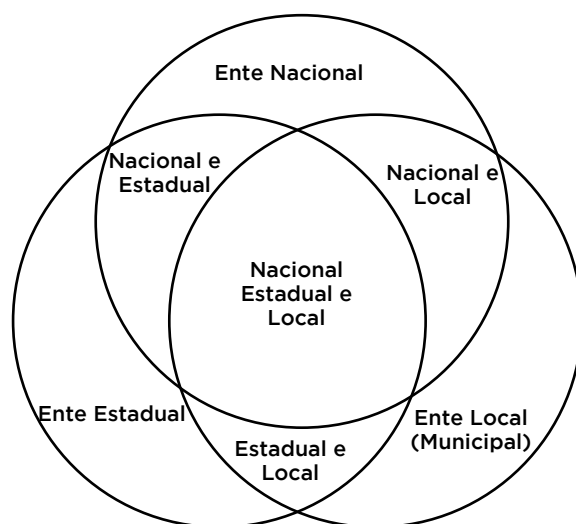 Ente Nacional
Nacional e
Estadual
Nacional e
Local
Nacional
Estadual e
Local
Ente Estadual
Ente Local
(Municipal)
Estadual e
Local